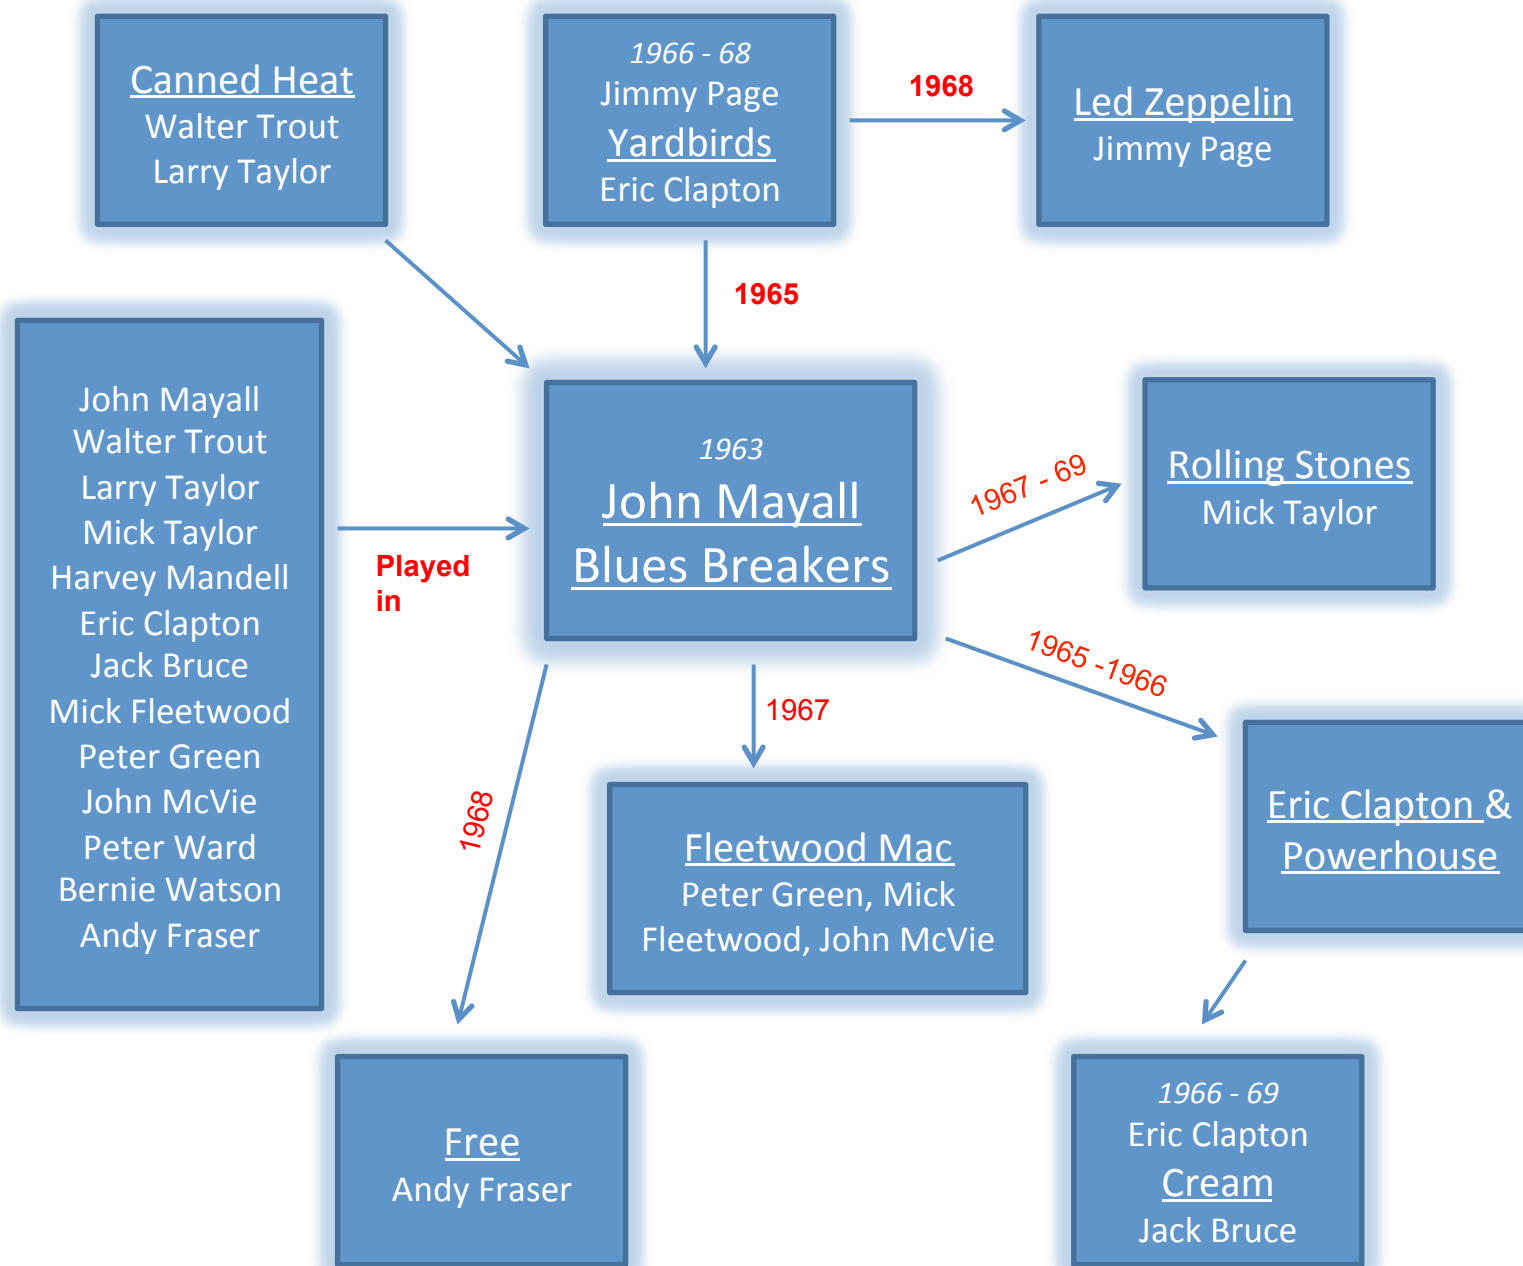 Canned Heat
Walter Trout
Larry Taylor
1966 - 68
Jimmy Page
Yardbirds
Eric Clapton
1968
Led Zeppelin
Jimmy Page
1965
John Mayall
Walter Trout
Larry Taylor
Mick Taylor
Harvey Mandell
Eric Clapton
Jack Bruce
Mick Fleetwood
Peter Green
John McVie
Peter Ward
Bernie Watson
Andy Fraser
Played
in
1963
John Mayall
Blues Breakers
1967 - 69
Rolling Stones
Mick Taylor
1965 -1966
Eric Clapton &
Powerhouse
1967
Fleetwood Mac
Peter Green, Mick
Fleetwood, John McVie
1968
Free
Andy Fraser
1966 - 69
Eric Clapton
Cream
Jack Bruce